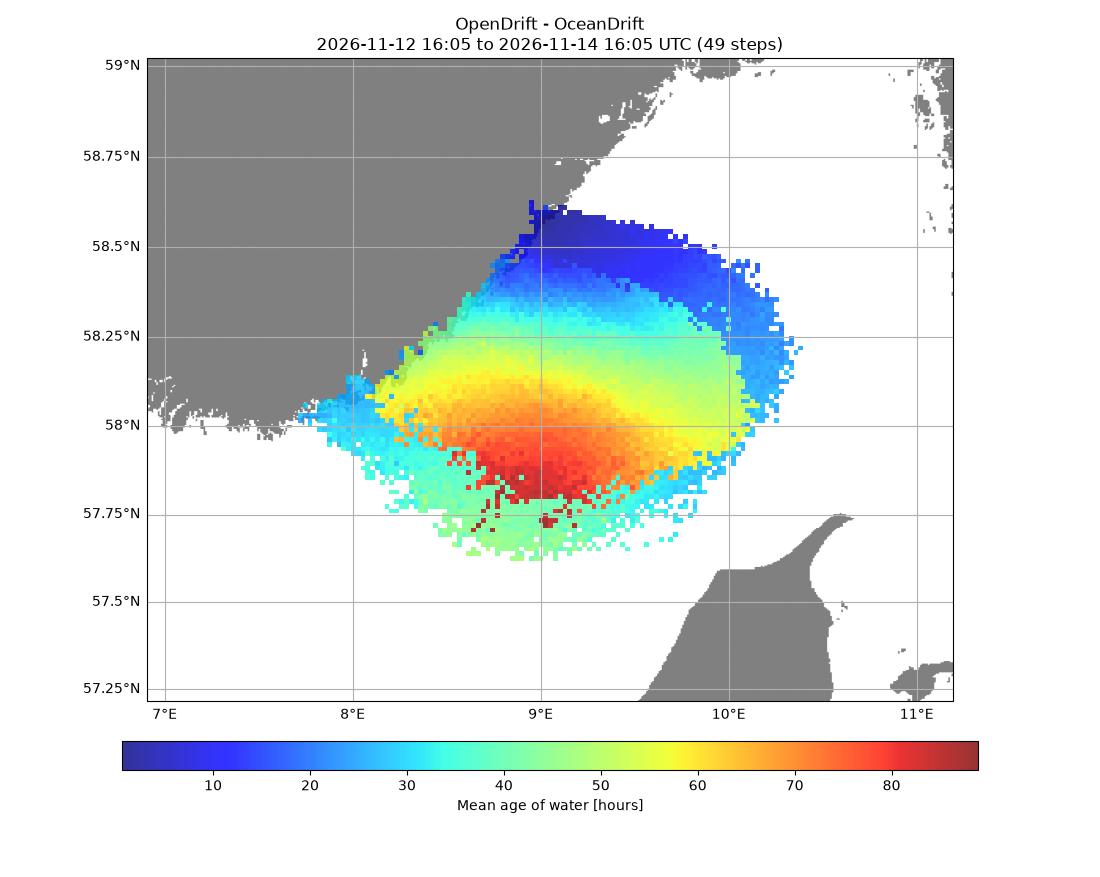 OpenDrift - OceanDrift
2026-11-12 16:05 to 2026-11-14 16:05 UTC (49 steps)
59°N
58.75°N
58.5°N
58.25°N
58°N
57.75°N
57.5°N
57.25°N
7°E 8°E 9°E 10°E 11°E
10 20 30 40 50 60 70 80
Mean age of water [hours]